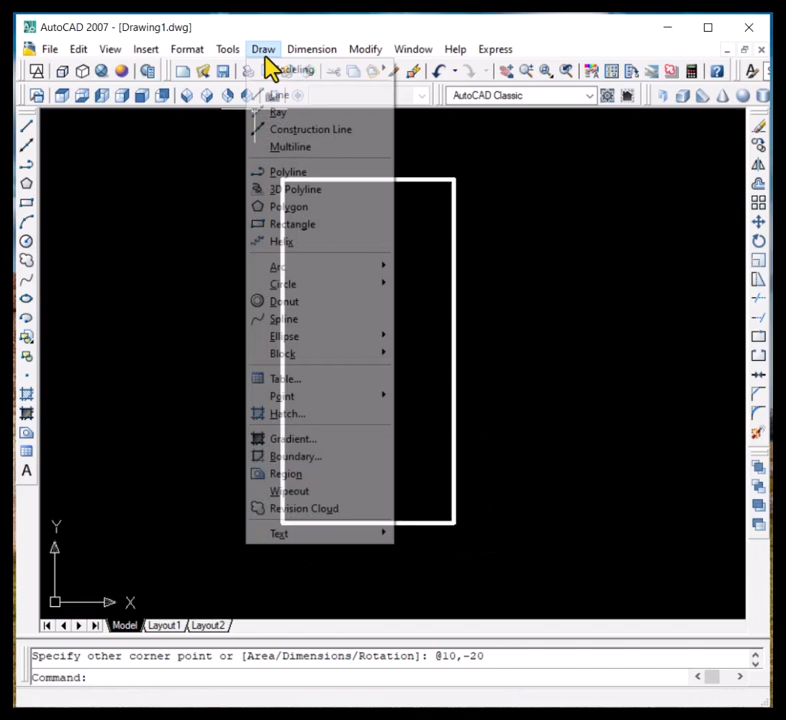 AutoCAD 2007 - [Drawing1.dwg]
File Edit View Insert Format Tools Draw Dimension Modify Window Help Express
Modeling
AutoCAD Classic
Line
Ray
Construction Line
Multiline
Polyline
3D Polyline
Polygon
Rectangle
Helix
Arc
Circle
Donut
Spline
Ellipse
Block
Table...
Point
Hatch...
Gradient...
Boundary...
Region
Wipeout
Revision Cloud
Text
A
Y
X
Model Layout1 Layout2
Specify other corner point or [Area/Dimensions/Rotation]: @10,-20
Command: